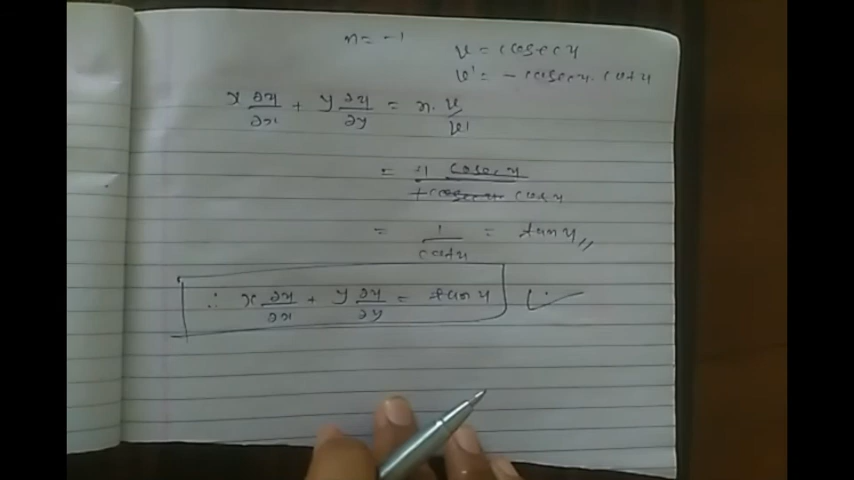 n = -1
v = cosec u
v' = - cosec u . cot u
x ∂u/∂x + y ∂u/∂y = n . v/v'
= +1 cosec u / + cosec u cot u
= 1/cot u = tan u //
∴ x ∂u/∂x + y ∂u/∂y = tan u